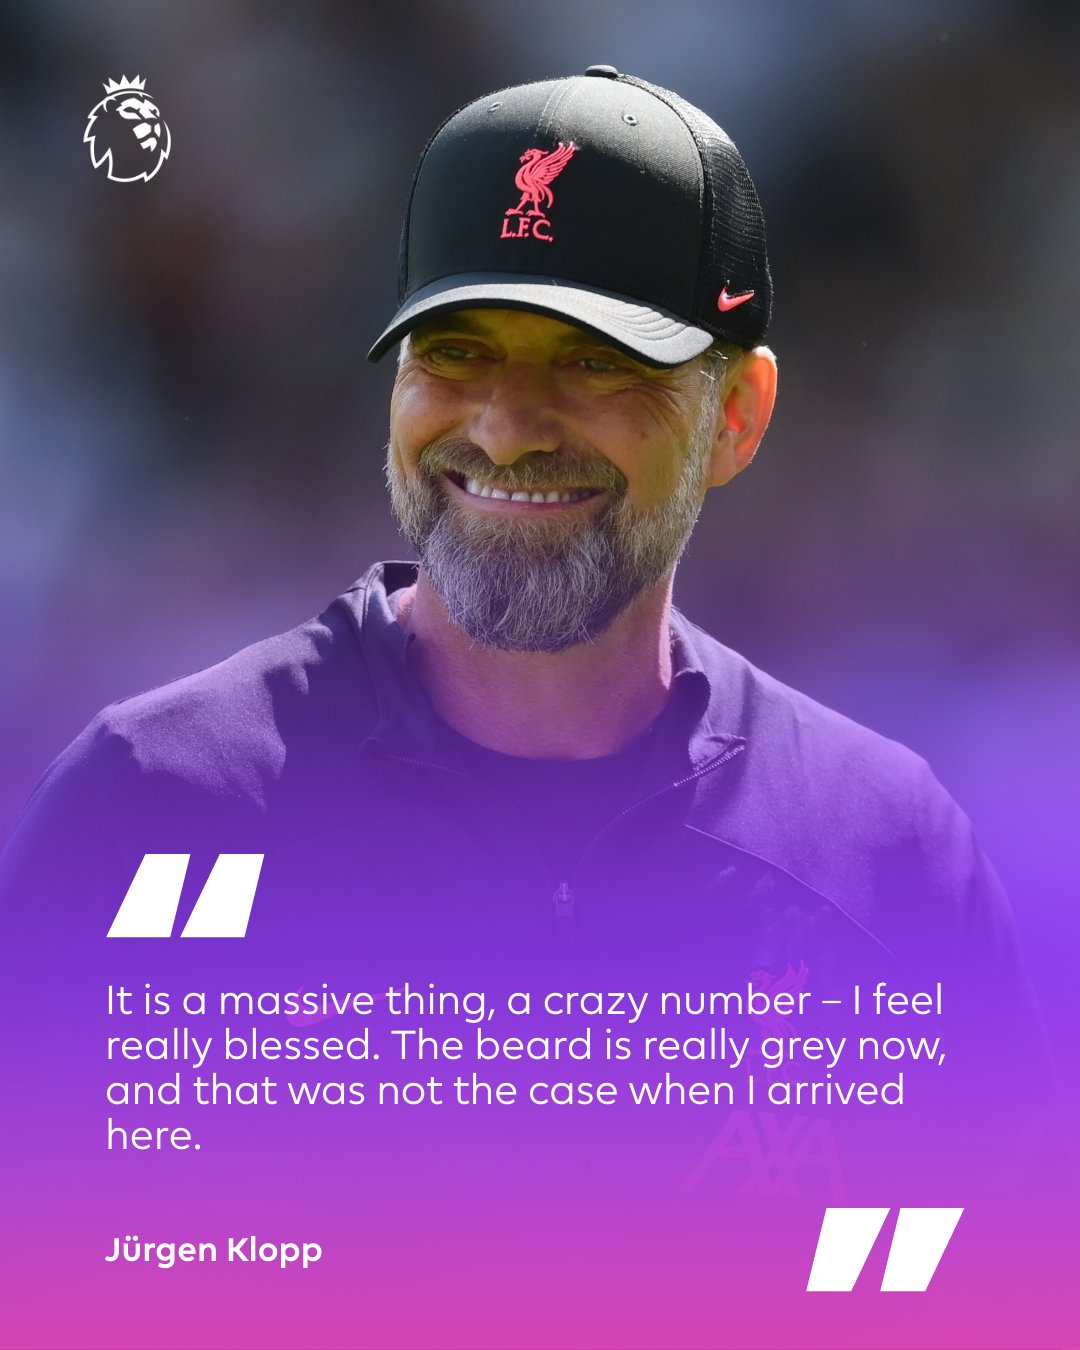 L.F.C.
It is a massive thing, a crazy number – I feel
really blessed. The beard is really grey now,
and that was not the case when I arrived
here.
AXA
Jürgen Klopp